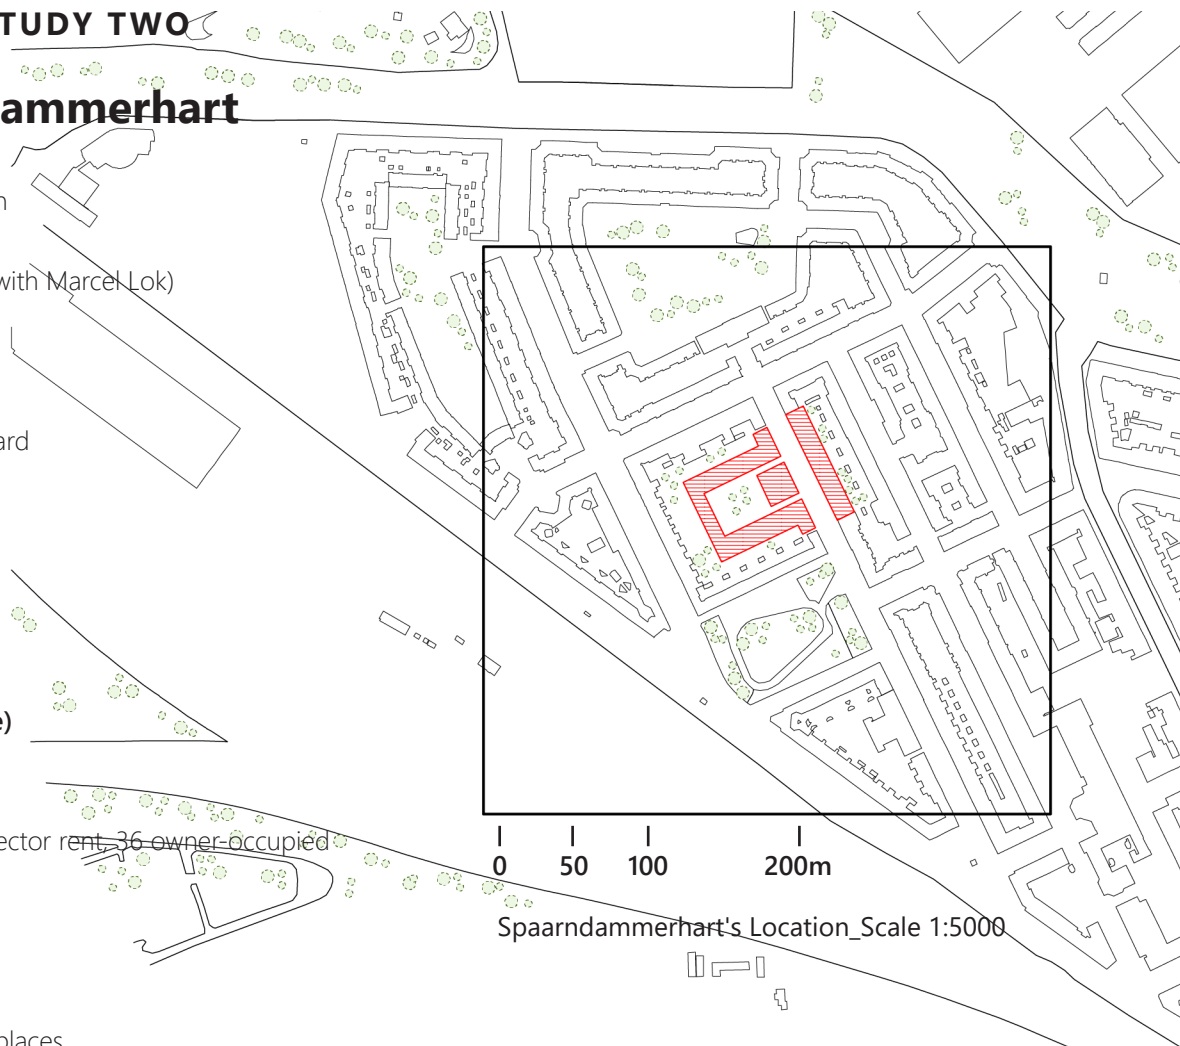 TUDY TWO
ammerhart
n
with Marcel Lok)
ard
e)
ector rent, 36 owner-occupied
0 50 100 200m
Spaarndammerhart's Location_Scale 1:5000
places